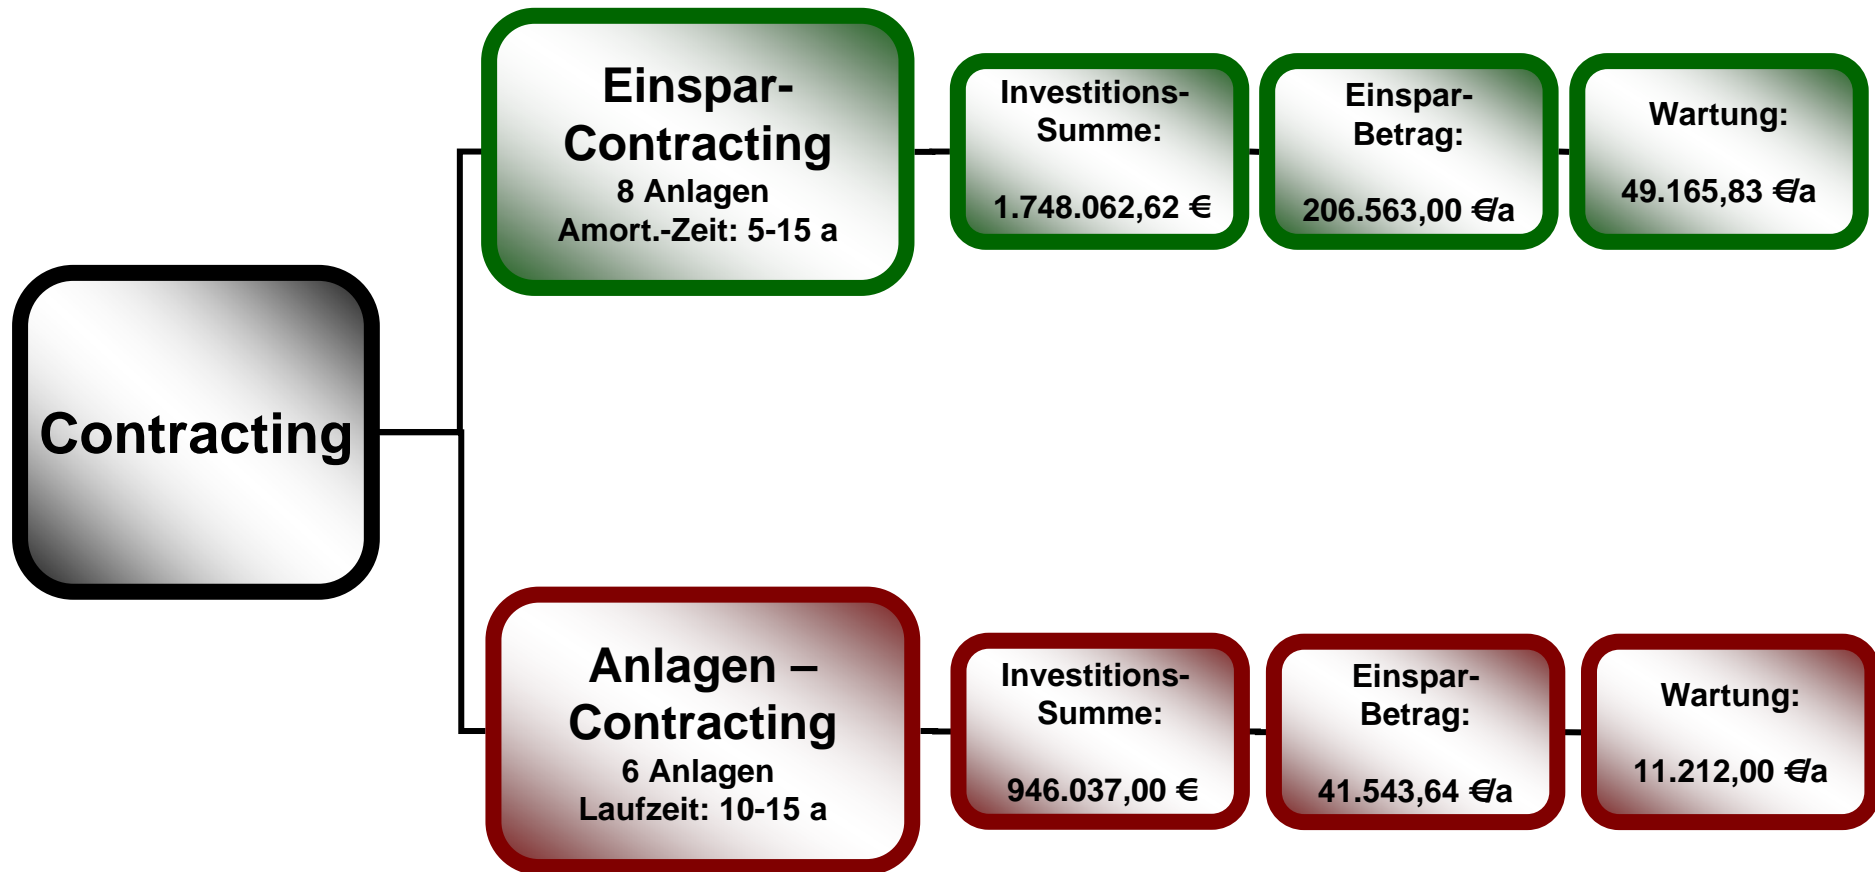 Contracting
Einspar-
Contracting
8 Anlagen
Amort.-Zeit: 5-15 a
Investitions-
Summe:
1.748.062,62 €
Einspar-
Betrag:
206.563,00 €/a
Wartung:
49.165,83 €/a
Anlagen –
Contracting
6 Anlagen
Laufzeit: 10-15 a
Investitions-
Summe:
946.037,00 €
Einspar-
Betrag:
41.543,64 €/a
Wartung:
11.212,00 €/a